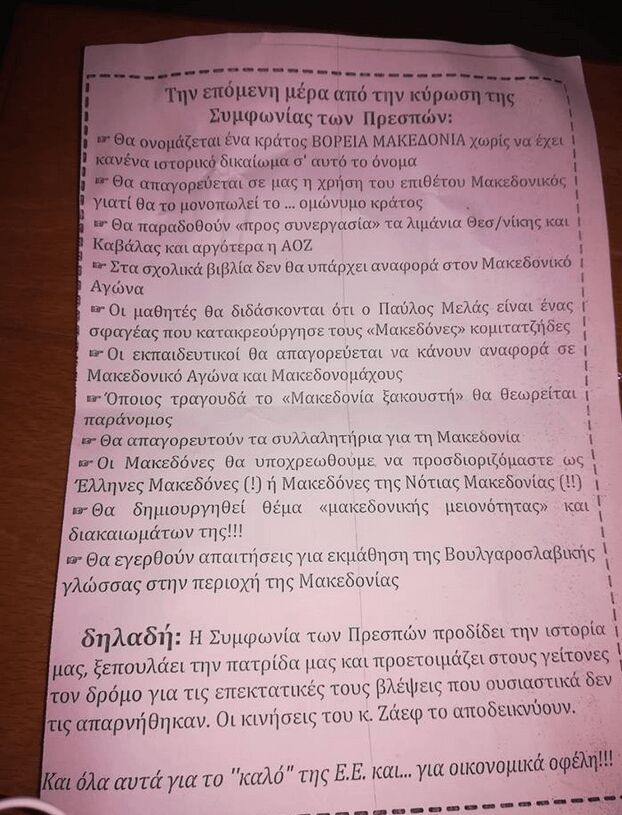 Την επόμενη μέρα από την κύρωση της
Συμφωνίας των Πρεσπών:
☞ Θα ονομάζεται ένα κράτος ΒΟΡΕΙΑ ΜΑΚΕΔΟΝΙΑ χωρίς να έχει
κανένα ιστορικό δικαίωμα σ' αυτό το όνομα
☞ Θα απαγορεύεται σε μας η χρήση του επιθέτου Μακεδονικός
γιατί θα το μονοπωλεί το ... ομώνυμο κράτος
☞ Θα παραδοθούν «προς συνεργασία» τα λιμάνια Θεσ/νίκης και
Καβάλας και αργότερα η ΑΟΖ
☞ Στα σχολικά βιβλία δεν θα υπάρχει αναφορά στον Μακεδονικό
Αγώνα
☞ Οι μαθητές θα διδάσκονται ότι ο Παύλος Μελάς είναι ένας
σφαγέας που κατακρεούργησε τους «Μακεδόνες» κομιτατζήδες
☞ Οι εκπαιδευτικοί θα απαγορεύεται να κάνουν αναφορά σε
Μακεδονικό Αγώνα και Μακεδονομάχους
☞ Όποιος τραγουδά το «Μακεδονία ξακουστή» θα θεωρείται
παράνομος
☞ Θα απαγορευτούν τα συλλαλητήρια για τη Μακεδονία
☞ Οι Μακεδόνες θα υποχρεωθούμε να προσδιοριζόμαστε ως
Έλληνες Μακεδόνες (!) ή Μακεδόνες της Νότιας Μακεδονίας (!!)
☞ Θα δημιουργηθεί θέμα «μακεδονικής μειονότητας» και
διακαιωμάτων της!!!
☞ Θα εγερθούν απαιτήσεις για εκμάθηση της Βουλγαροσλαβικής
γλώσσας στην περιοχή της Μακεδονίας
δηλαδή: Η Συμφωνία των Πρεσπών προδίδει την ιστορία
μας, ξεπουλάει την πατρίδα μας και προετοιμάζει στους γείτονες
τον δρόμο για τις επεκτατικές τους βλέψεις που ουσιαστικά δεν
τις απαρνήθηκαν. Οι κινήσεις του κ. Ζάεφ το αποδεικνύουν.
Και όλα αυτά για το "καλό" της Ε.Ε. και... για οικονομικά οφέλη!!!